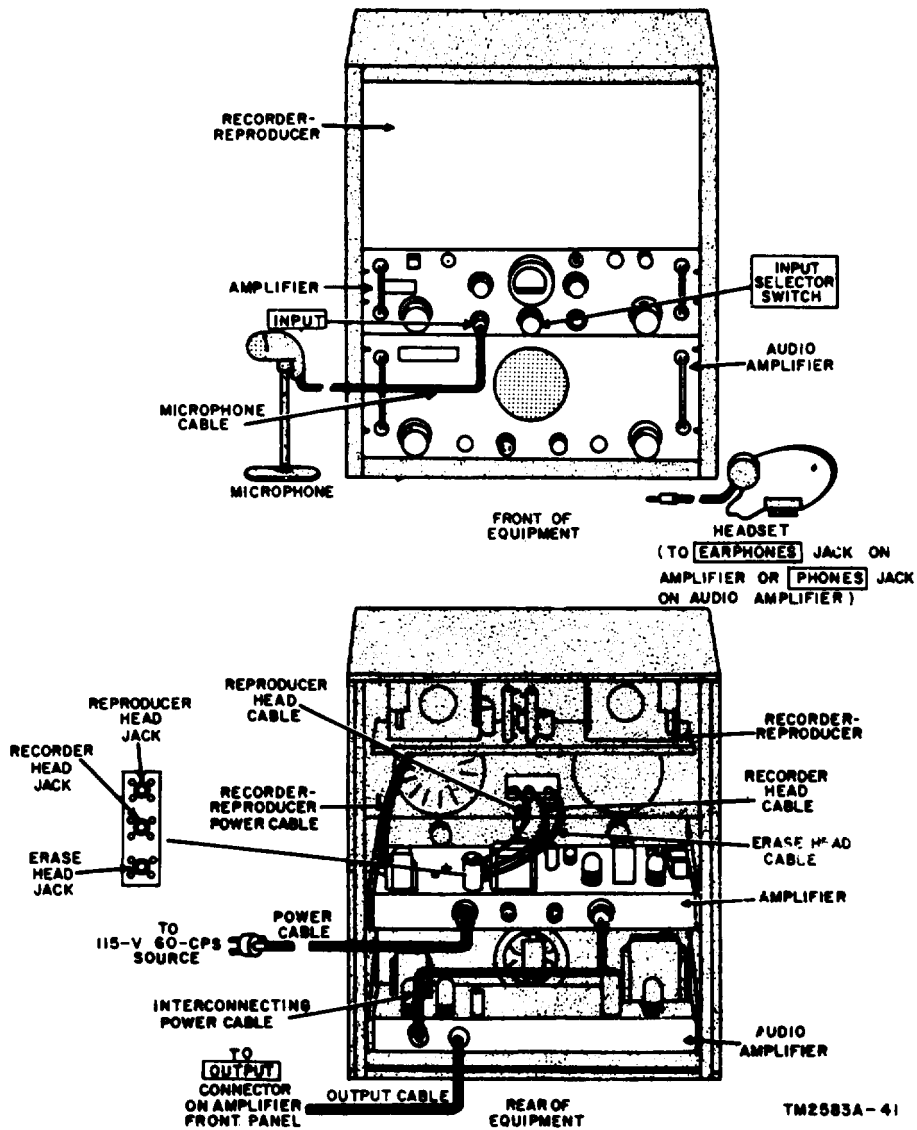 RECORDER-
REPRODUCER
AMPLIFIER
INPUT
INPUT
SELECTOR
SWITCH
AUDIO
AMPLIFIER
MICROPHONE
CABLE
MICROPHONE
FRONT OF
EQUIPMENT
HEADSET
(TO EARPHONES JACK ON
AMPLIFIER OR PHONES JACK
ON AUDIO AMPLIFIER)
REPRODUCER
HEAD
CABLE
REPRODUCER
HEAD
JACK
RECORDER
HEAD
JACK
ERASE
HEAD
JACK
RECORDER-
REPRODUCER
POWER CABLE
RECORDER-
REPRODUCER
RECORDER
HEAD
CABLE
ERASE HEAD
CABLE
AMPLIFIER
POWER
CABLE
TO
115-V 60-CPS
SOURCE
INTERCONNECTING
POWER CABLE
AUDIO
AMPLIFIER
TO
OUTPUT
CONNECTOR
ON AMPLIFIER
FRONT PANEL
OUTPUT CABLE
REAR OF
EQUIPMENT
TM2583A-41